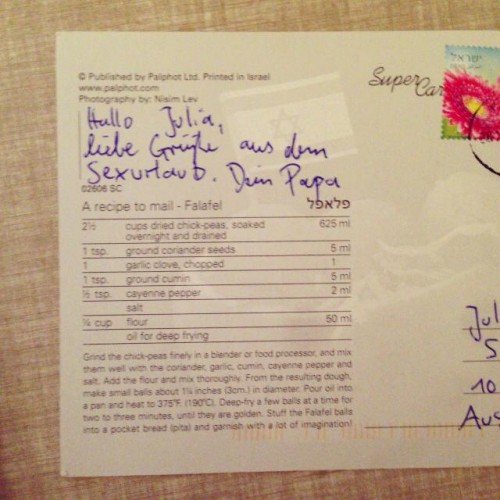 © Published by Palphot Ltd. Printed in Israel
www.palphot.com
Photography by: Nisim Lev
Hallo Julia,
liebe Grüße aus dem
Sexurlaub. Dein Papa
02606 SC
A recipe to mail - Falafel פלאפל
2½ cups dried chick-peas, soaked 625 ml
overnight and drained
1 tsp. ground coriander seeds 5 ml
1 garlic clove, chopped 1
1 tsp. ground cumin 5 ml
½ tsp. cayenne pepper 2 ml
salt
¼ cup flour 50 ml
oil for deep frying
Grind the chick-peas finely in a blender or food processor, and mix
them well with the coriander, garlic, cumin, cayenne pepper and
salt. Add the flour and mix thoroughly. From the resulting dough,
make small balls about 1¼ inches (3cm.) in diameter. Pour oil into
a pan and heat to 375°F. (190°C). Deep-fry a few balls at a time for
two to three minutes, until they are golden. Stuff the Falafel balls
into a pocket bread (pita) and garnish with a lot of imagination!
Super
Car
ישראל
Jul
S
10
Aus